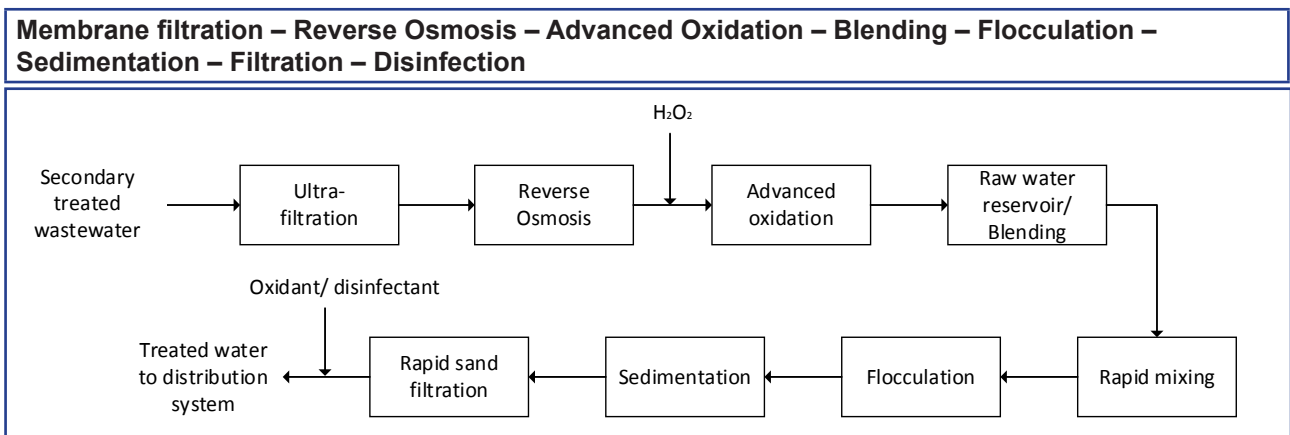 Membrane filtration – Reverse Osmosis – Advanced Oxidation – Blending – Flocculation –
Sedimentation – Filtration – Disinfection
H₂O₂
Secondary
treated
wastewater
Ultra-
filtration
Reverse
Osmosis
Advanced
oxidation
Raw water
reservoir/
Blending
Oxidant/ disinfectant
Treated water
to distribution
system
Rapid sand
filtration
Sedimentation
Flocculation
Rapid mixing